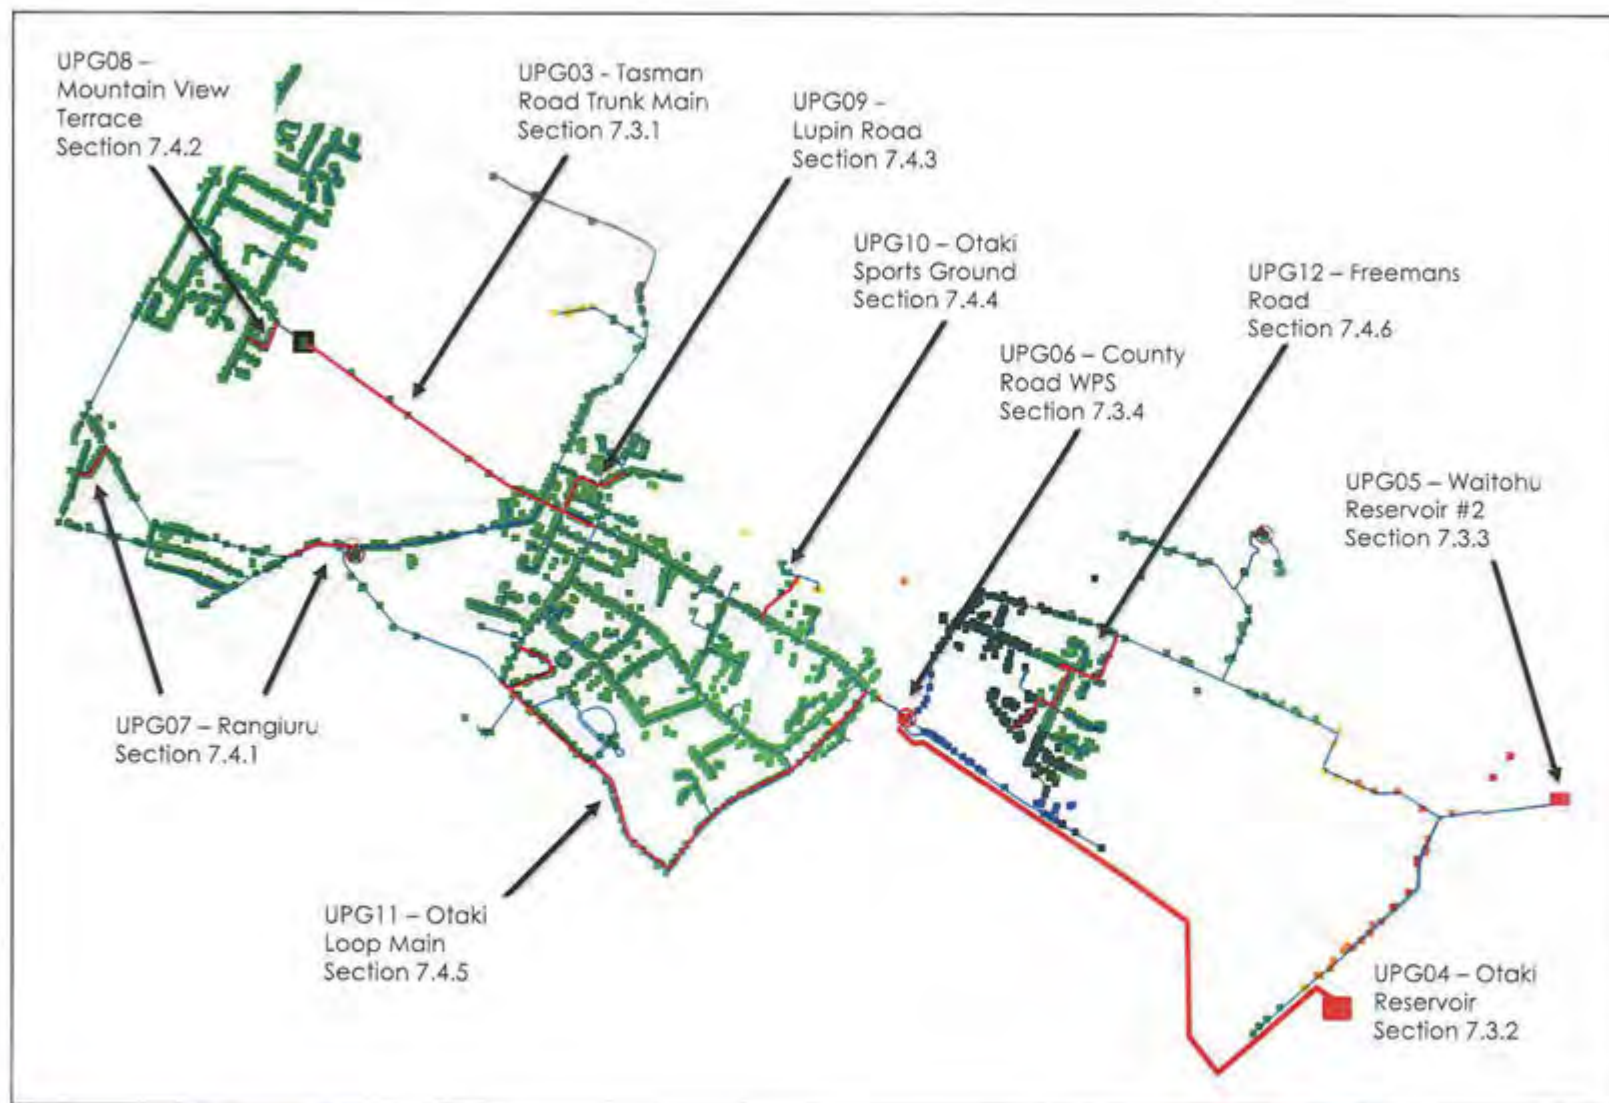 UPG08 –
Mountain View
Terrace
Section 7.4.2
UPG03 - Tasman
Road Trunk Main
Section 7.3.1
UPG09 -
Lupin Road
Section 7.4.3
UPG10 – Otaki
Sports Ground
Section 7.4.4
UPG12 – Freemans
Road
Section 7.4.6
UPG06 – County
Road WPS
Section 7.3.4
UPG05 – Waitohu
Reservoir #2
Section 7.3.3
UPG07 – Rangiuru
Section 7.4.1
UPG11 – Otaki
Loop Main
Section 7.4.5
UPG04 – Otaki
Reservoir
Section 7.3.2